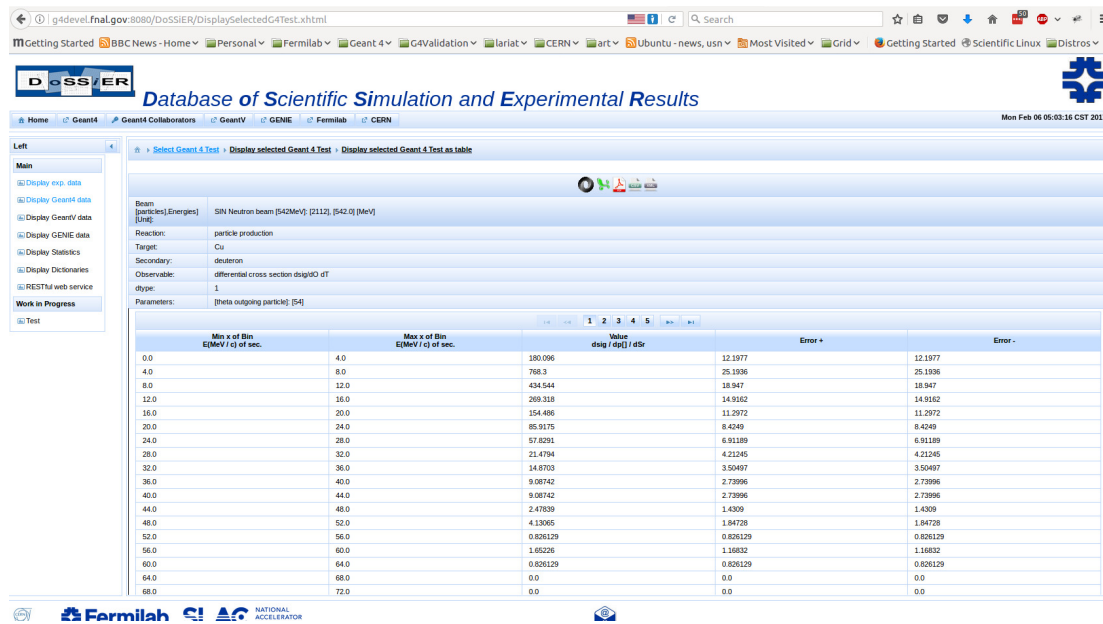 g4devel.fnal.gov:8080/DoSSiER/DisplaySelectedG4Test.xhtml
Search
50
Getting Started BBC News - Home Personal Fermilab Geant 4 G4Validation lariat CERN art Ubuntu - news, usn Most Visited Grid Getting Started Scientific Linux Distros
DoSSiER
Database of Scientific Simulation and Experimental Results
Home Geant4 Geant4 Collaborators GeantV GENIE Fermilab CERN
Mon Feb 06 05:03:16 CST 201
Left
Main
Display exp. data
Display Geant4 data
Display GeantV data
Display GENIE data
Display Statistics
Display Dictionaries
RESTful web service
Work in Progress
Test
Select Geant 4 Test Display selected Geant 4 Test Display selected Geant 4 Test as table
Beam [particles],Energies] [Unit]: SIN Neutron beam [542MeV]: [2112], [542.0] [MeV]
Reaction: particle production
Target: Cu
Secondary: deuteron
Observable: differential cross section dsig/dO dT
dtype: 1
Parameters: [theta outgoing particle]: [54]
1 2 3 4 5
Min x of Bin Max x of Bin Value Error + Error -
E(MeV / c) of sec. E(MeV / c) of sec. dsig / dp[] / dSr
0.0 4.0 180.096 12.1977 12.1977
4.0 8.0 768.3 25.1936 25.1936
8.0 12.0 434.544 18.947 18.947
12.0 16.0 269.318 14.9162 14.9162
16.0 20.0 154.486 11.2972 11.2972
20.0 24.0 85.9175 8.4249 8.4249
24.0 28.0 57.8291 6.91189 6.91189
28.0 32.0 21.4794 4.21245 4.21245
32.0 36.0 14.8703 3.50497 3.50497
36.0 40.0 9.08742 2.73996 2.73996
40.0 44.0 9.08742 2.73996 2.73996
44.0 48.0 2.47839 1.4309 1.4309
48.0 52.0 4.13065 1.84728 1.84728
52.0 56.0 0.826129 0.826129 0.826129
56.0 60.0 1.65226 1.16832 1.16832
60.0 64.0 0.826129 0.826129 0.826129
64.0 68.0 0.0 0.0 0.0
68.0 72.0 0.0 0.0 0.0
Fermilab SLAC NATIONAL
ACCELERATOR